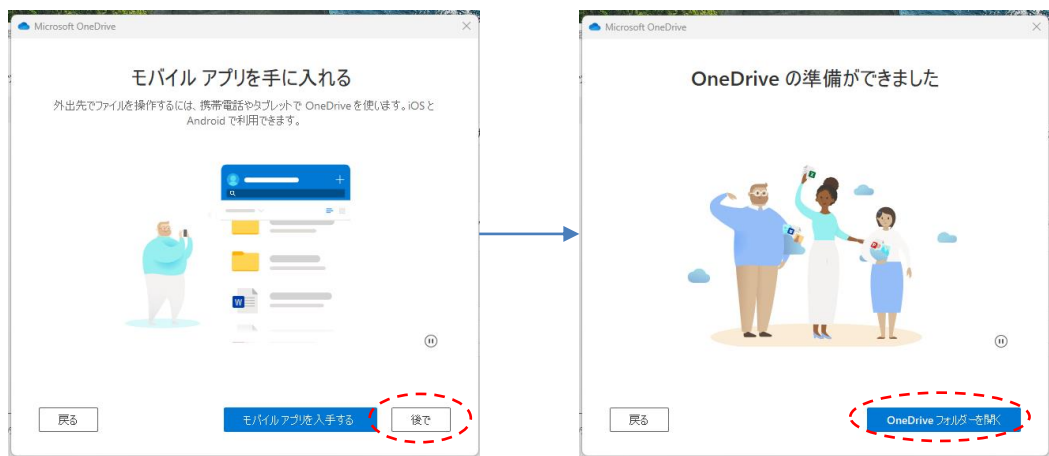 Microsoft OneDrive
モバイル アプリを手に入れる
外出先でファイルを操作するには、携帯電話やタブレットで OneDrive を使います。iOS と
Android で利用できます。
W
戻る
モバイル アプリを入手する
後で
Microsoft OneDrive
OneDrive の準備ができました
戻る
OneDrive フォルダーを開く